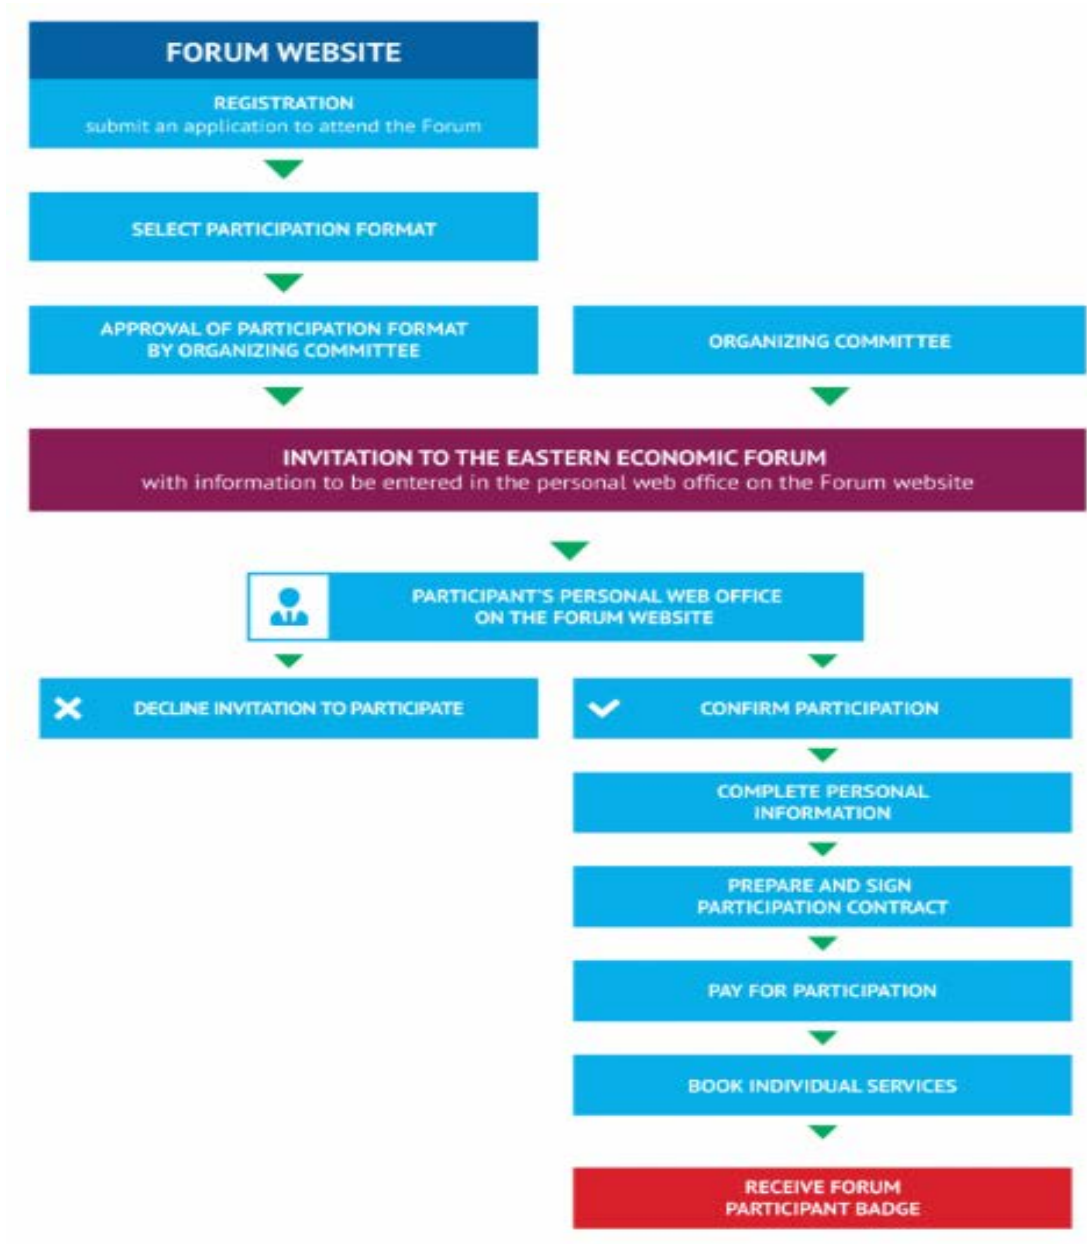 FORUM WEBSITE
REGISTRATION
submit an application to attend the Forum
SELECT PARTICIPATION FORMAT
APPROVAL OF PARTICIPATION FORMAT
BY ORGANIZING COMMITTEE
ORGANIZING COMMITTEE
INVITATION TO THE EASTERN ECONOMIC FORUM
with information to be entered in the personal web office on the Forum website
PARTICIPANT'S PERSONAL WEB OFFICE
ON THE FORUM WEBSITE
DECLINE INVITATION TO PARTICIPATE
CONFIRM PARTICIPATION
COMPLETE PERSONAL
INFORMATION
PREPARE AND SIGN
PARTICIPATION CONTRACT
PAY FOR PARTICIPATION
BOOK INDIVIDUAL SERVICES
RECEIVE FORUM
PARTICIPANT BADGE